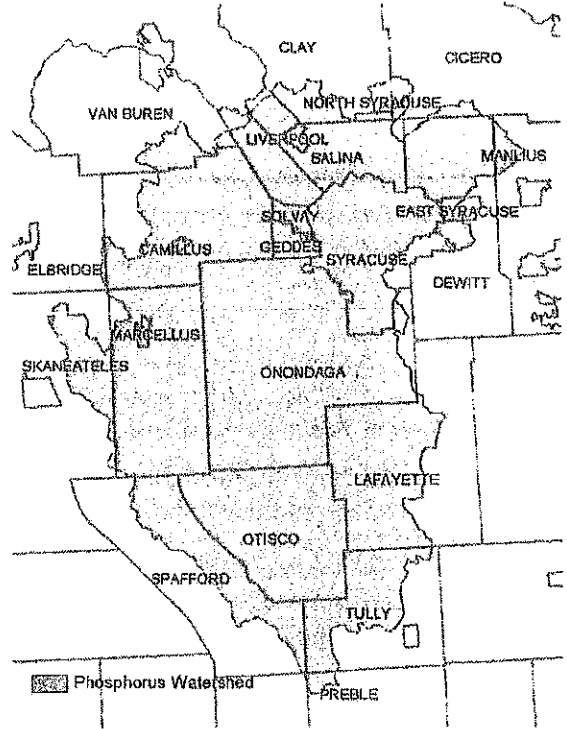 CLAY
CICERO
VAN BUREN
NORTH SYRACUSE
LIVERPOOL
SALINA
MANLIUS
SOLVAY
EAST SYRACUSE
CAMILLUS
GEDDES
SYRACUSE
ELBRIDGE
DEWITT
MARCELLUS
SKANEATELES
ONONDAGA
LAFAYETTE
OTISCO
SPAFFORD
TULLY
Phosphorus Watershed
PREBLE